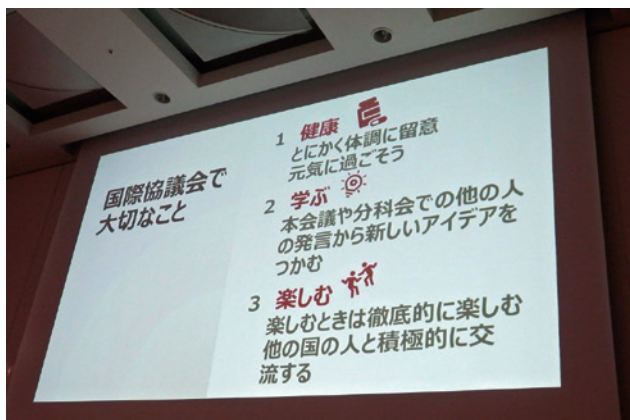 国際協議会で
大切なこと
1 健康
とにかく体調に留意
元気に過ごそう
2 学ぶ
本会議や分科会での他の人
の発言から新しいアイデアを
つかむ
3 楽しむ
楽しむときは徹底的に楽しむ
他の国の人と積極的に交
流する